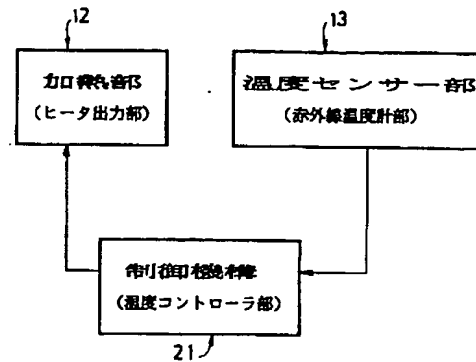 12
13
加熱部
(ヒータ出力部)
温度センサー部
(赤外線温度計部)
制御機構
(温度コントローラ部)
21